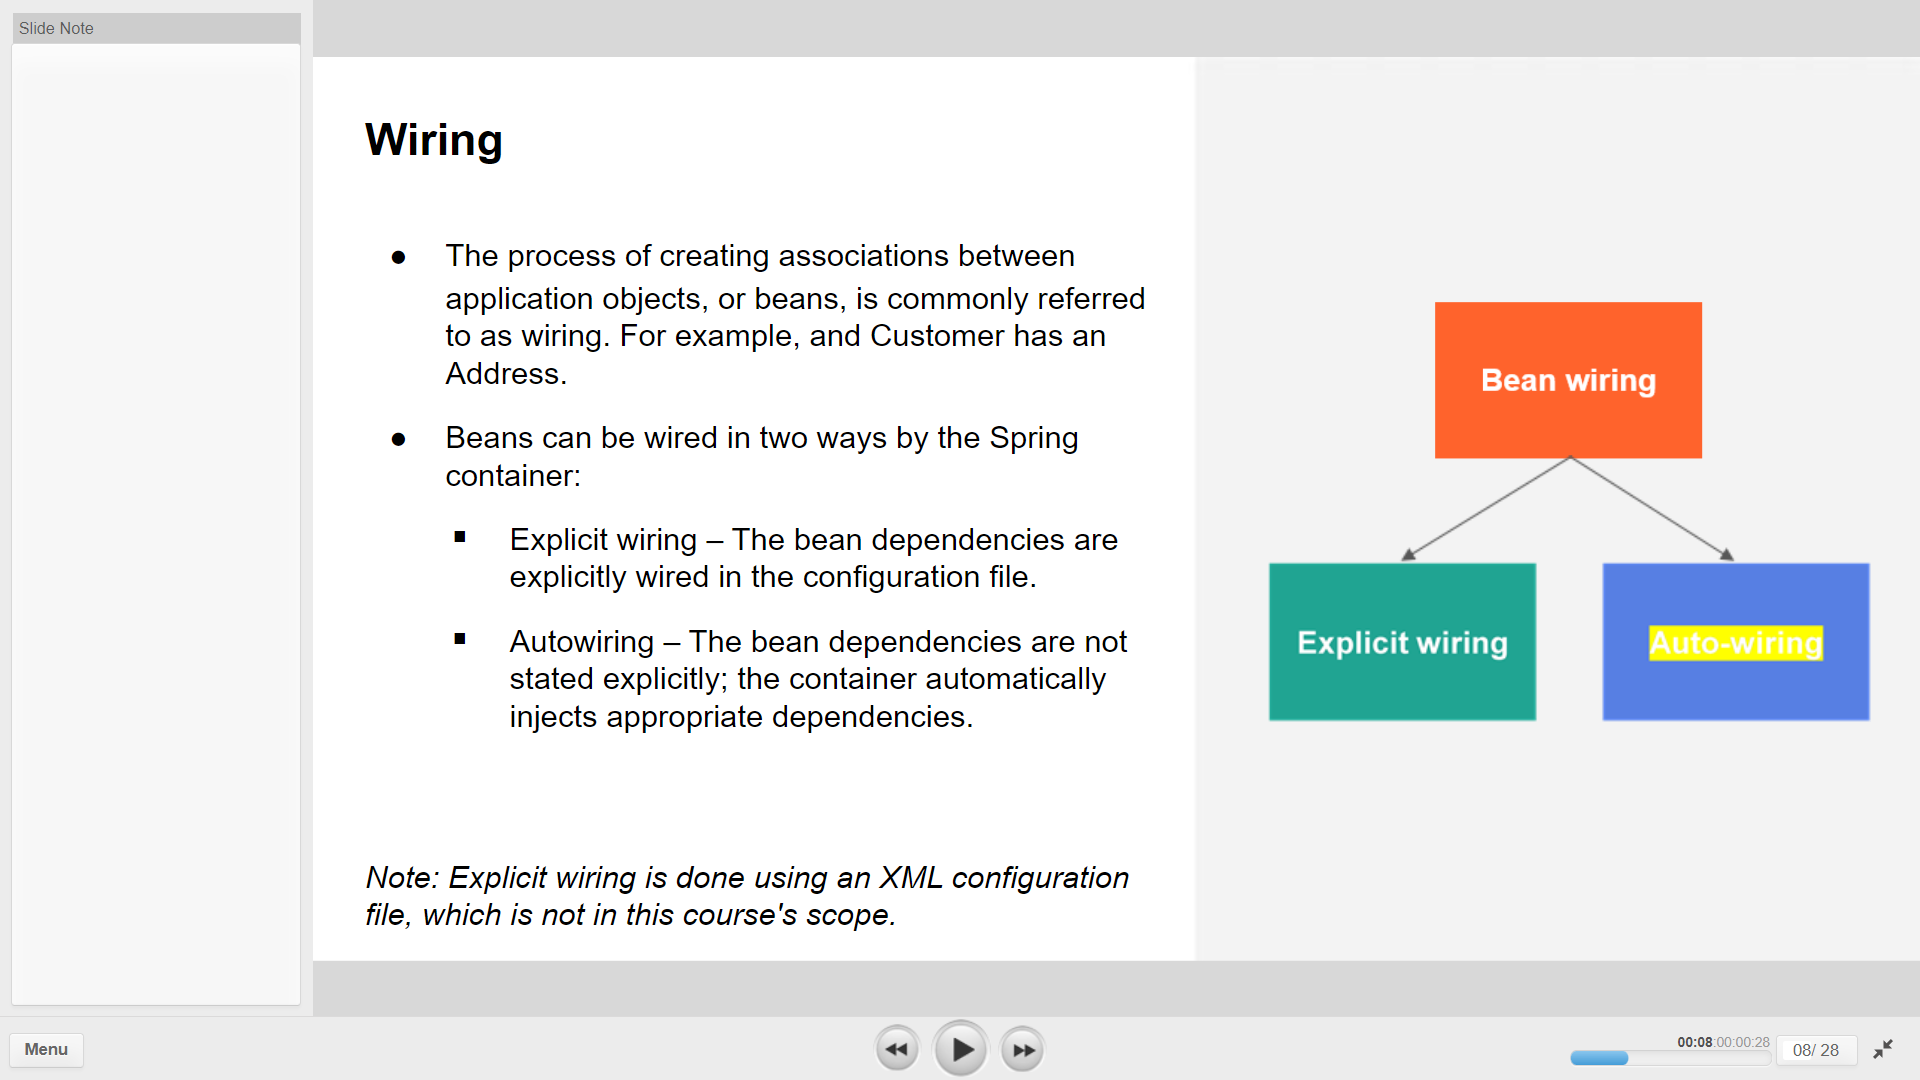 Slide Note
Wiring
● The process of creating associations between
application objects, or beans, is commonly referred
to as wiring. For example, and Customer has an
Address.
● Beans can be wired in two ways by the Spring
container:
▪ Explicit wiring – The bean dependencies are
explicitly wired in the configuration file.
▪ Autowiring – The bean dependencies are not
stated explicitly; the container automatically
injects appropriate dependencies.
Note: Explicit wiring is done using an XML configuration
file, which is not in this course's scope.
Bean wiring
Explicit wiring
Auto-wiring
Menu
00:08:00:00:28
08/ 28